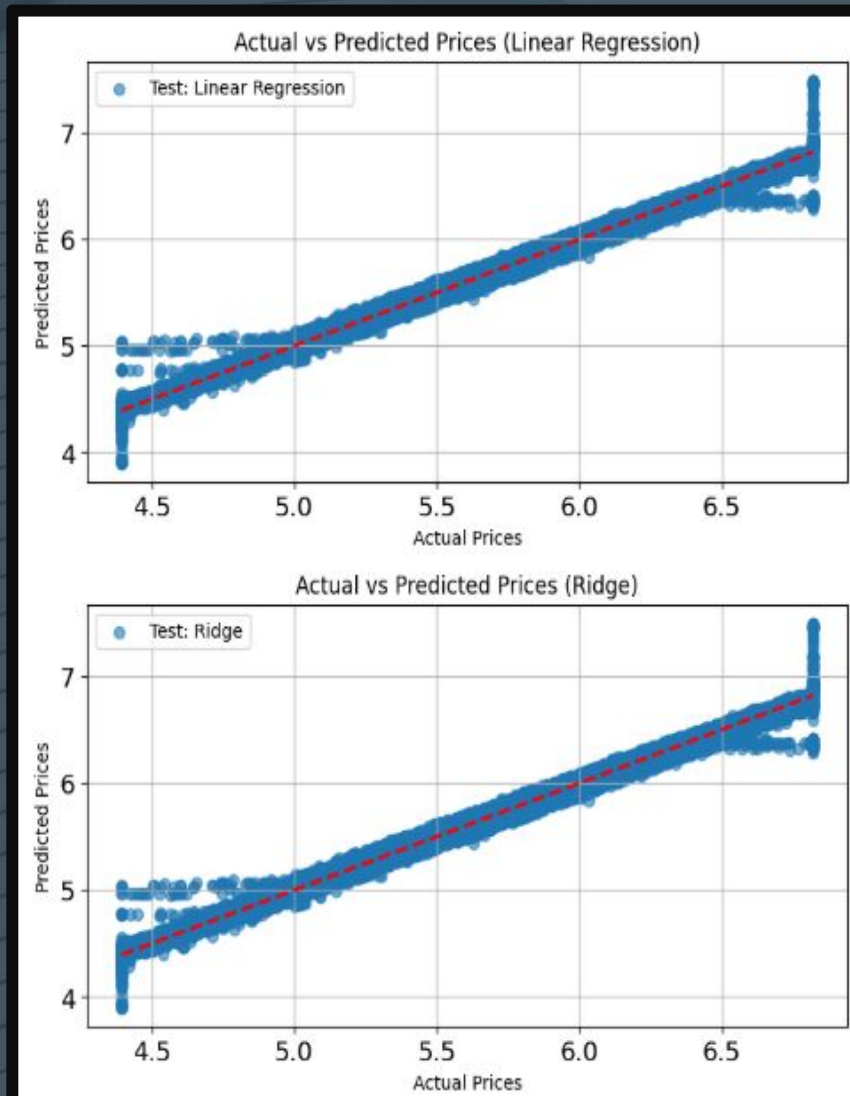 Actual vs Predicted Prices (Linear Regression)
Test: Linear Regression
7
6
5
4
Predicted Prices
4.5 5.0 5.5 6.0 6.5
Actual Prices
Actual vs Predicted Prices (Ridge)
Test: Ridge
7
6
5
4
Predicted Prices
4.5 5.0 5.5 6.0 6.5
Actual Prices